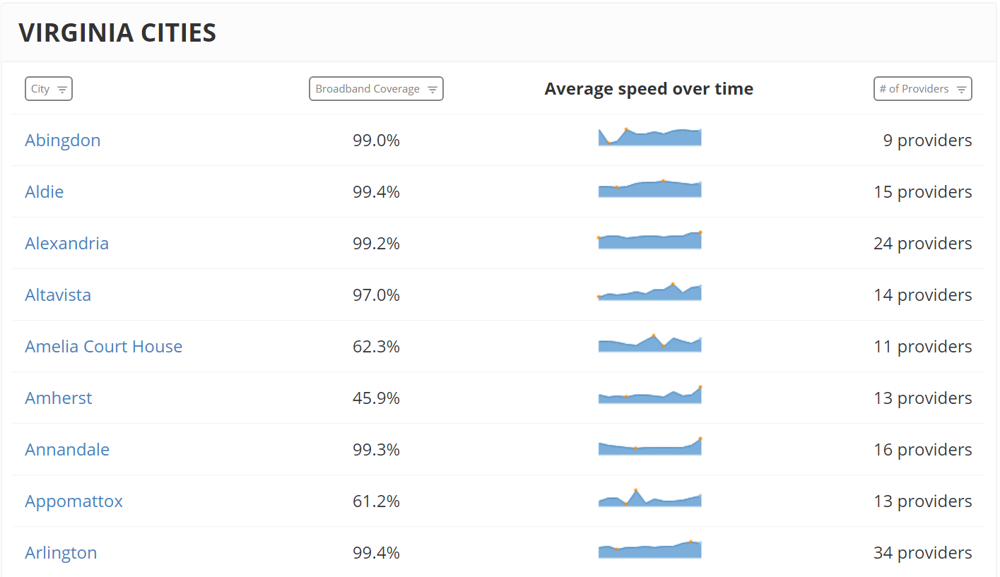 VIRGINIA CITIES
City Broadband Coverage Average speed over time # of Providers
Abingdon 99.0% 9 providers
Aldie 99.4% 15 providers
Alexandria 99.2% 24 providers
Altavista 97.0% 14 providers
Amelia Court House 62.3% 11 providers
Amherst 45.9% 13 providers
Annandale 99.3% 16 providers
Appomattox 61.2% 13 providers
Arlington 99.4% 34 providers